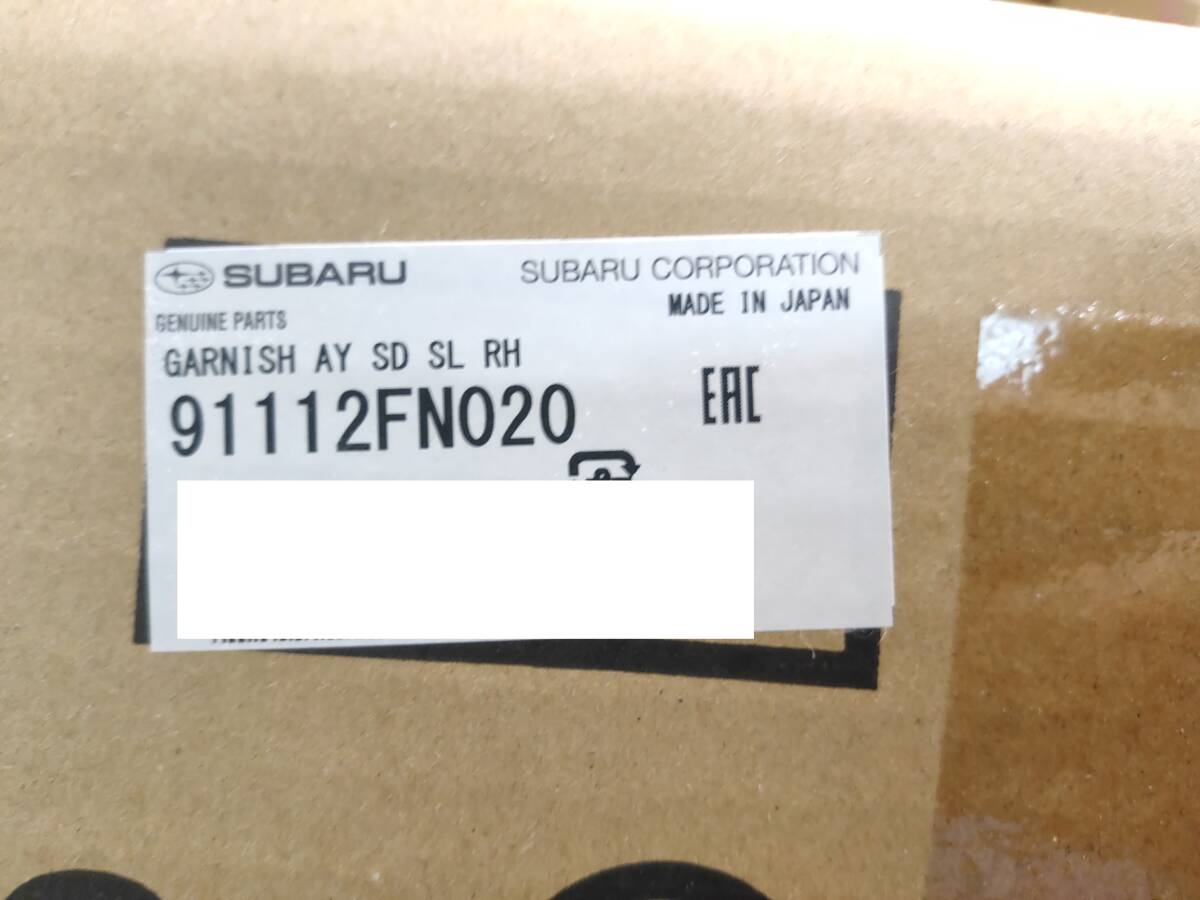 SUBARU
SUBARU CORPORATION
MADE IN JAPAN
GENUINE PARTS
GARNISH AY SD SL RH
91112FN020
EAC